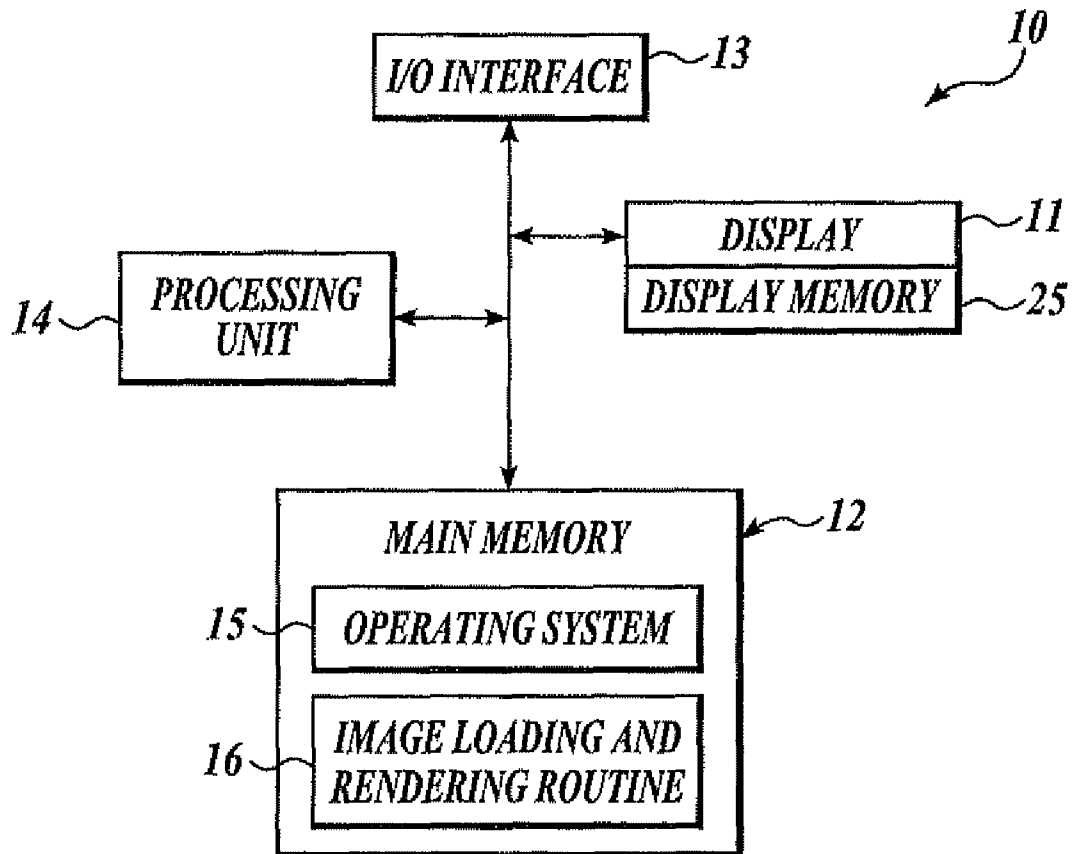 10
I/O INTERFACE
13
DISPLAY
11
DISPLAY MEMORY
25
PROCESSING
UNIT
14
MAIN MEMORY
12
OPERATING SYSTEM
15
IMAGE LOADING AND
RENDERING ROUTINE
16